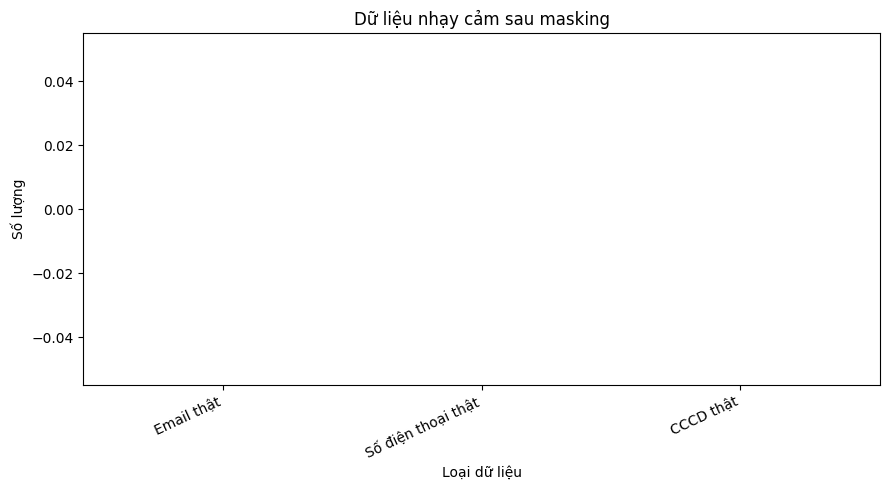 Dữ liệu nhạy cảm sau masking
0.04
0.02
0.00
−0.02
−0.04
Số lượng
Email thật
Số điện thoại thật
CCCD thật
Loại dữ liệu